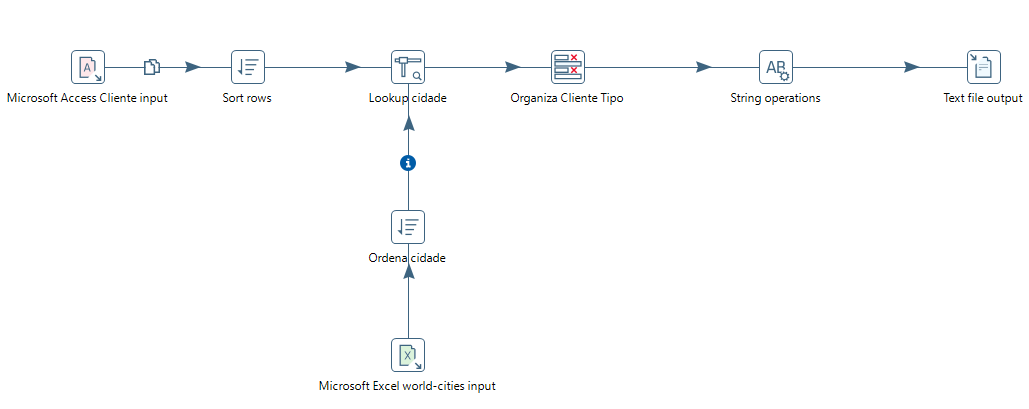 Microsoft Access Cliente input
Sort rows
Lookup cidade
Organiza Cliente Tipo
AB
String operations
Text file output
Ordena cidade
Microsoft Excel world-cities input